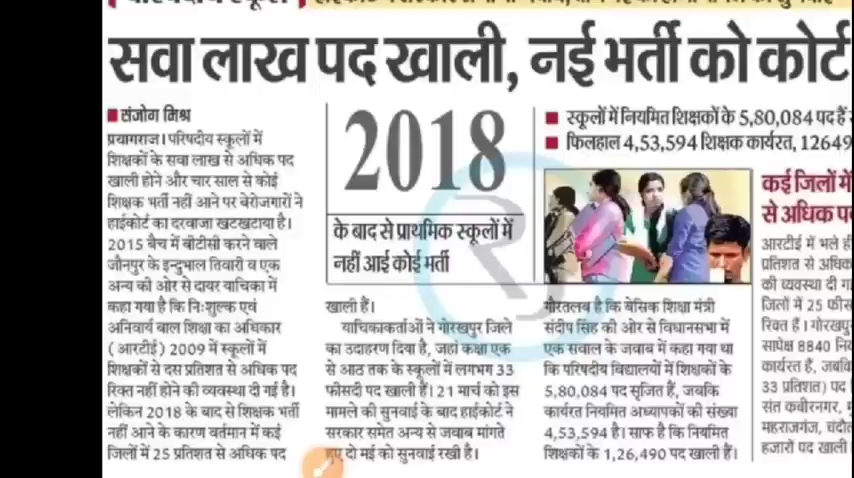 सवा लाख पद खाली, नई भर्ती को कोर्ट
संजोग मिश्र
प्रयागराज। परिषदीय स्कूलों में
शिक्षकों के सवा लाख से अधिक पद
खाली होने और चार साल से कोई
शिक्षक भर्ती नहीं आने पर बेरोजगारों ने
हाईकोर्ट का दरवाजा खटखटाया है।
2015 बैच में बीटीसी करने वाले
जौनपुर के इन्दुभाल तिवारी व एक
अन्य की ओर से दायर याचिका में
कहा गया है कि निःशुल्क एवं
अनिवार्य बाल शिक्षा का अधिकार
(आरटीई) 2009 में स्कूलों में
शिक्षकों से दस प्रतिशत से अधिक पद
रिक्त नहीं होने की व्यवस्था दी गई है।
लेकिन 2018 के बाद से शिक्षक भर्ती
नहीं आने के कारण वर्तमान में कई
जिलों में 25 प्रतिशत से अधिक पद
2018
के बाद से प्राथमिक स्कूलों में
नहीं आई कोई भर्ती
खाली हैं।
याचिकाकर्ताओं ने गोरखपुर जिले
का उदाहरण दिया है, जहां कक्षा एक
से आठ तक के स्कूलों में लगभग 33
फीसदी पद खाली हैं। 21 मार्च को इस
मामले की सुनवाई के बाद हाईकोर्ट ने
सरकार समेत अन्य से जवाब मांगते
हुए दो मई को सुनवाई रखी है।
स्कूलों में नियमित शिक्षकों के 5,80,084 पद हैं
फिलहाल 4,53,594 शिक्षक कार्यरत, 12649
गौरतलब है कि बेसिक शिक्षा मंत्री
संदीप सिंह की ओर से विधानसभा में
एक सवाल के जवाब में कहा गया था
कि परिषदीय विद्यालयों में शिक्षकों के
5,80,084 पद सृजित हैं, जबकि
कार्यरत नियमित अध्यापकों की संख्या
4,53,594 है। साफ है कि नियमित
शिक्षकों के 1,26,490 पद खाली हैं।
कई जिलों में
से अधिक
आरटीई में भले ही
प्रतिशत से अधिक
की व्यवस्था दी
जिलों में 25
रिक्त हैं। गोरखपुर
सापेक्ष 8840
कार्यरत हैं, जबकि
33 प्रतिशत) पद
संत कबीरनगर,
महराजगंज,
हजारों पद खाली